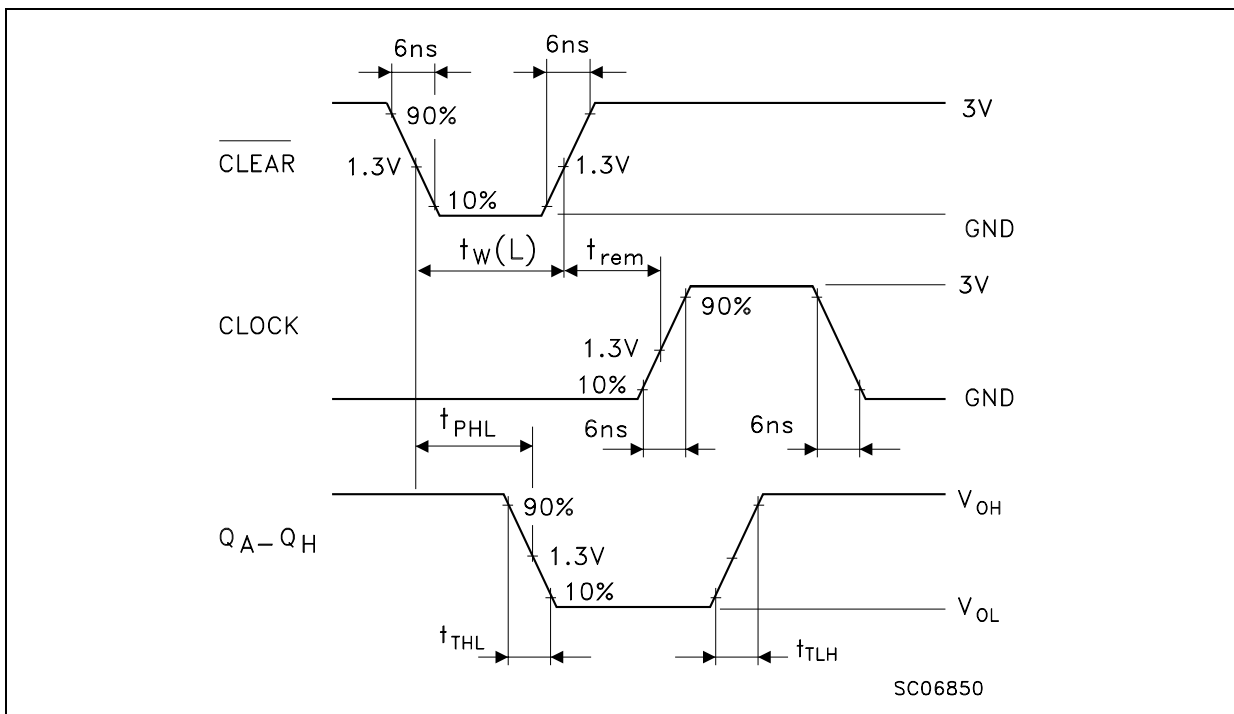 6ns 6ns
90% 3V
CLEAR 1.3V 1.3V
10% GND
tW(L) trem
3V
CLOCK 90%
1.3V
10% GND
tPHL 6ns 6ns
90% VOH
QA–QH 1.3V
10% VOL
tTHL tTLH
SC06850